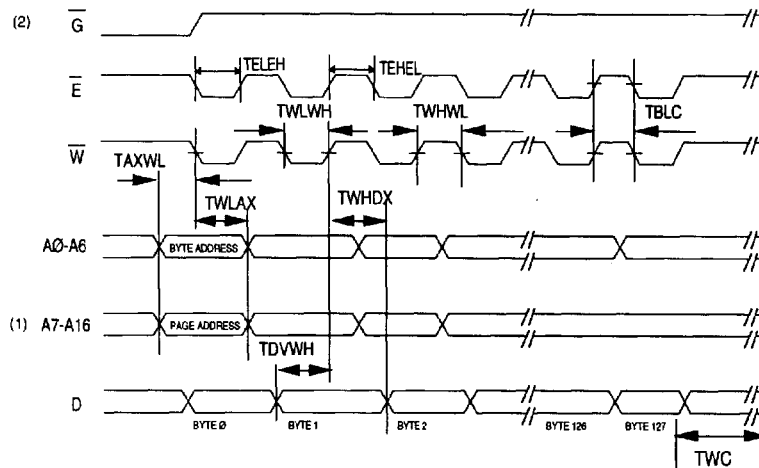 (2) G
TELEH
TEHEL
E
TWLWH
TWHWL
TBLC
W
TAXWL
TWLAX
TWHDX
AØ-A6
BYTE ADDRESS
(1) A7-A16
PAGE ADDRESS
TDVWH
D
BYTE Ø
BYTE 1
BYTE 2
BYTE 126
BYTE 127
TWC